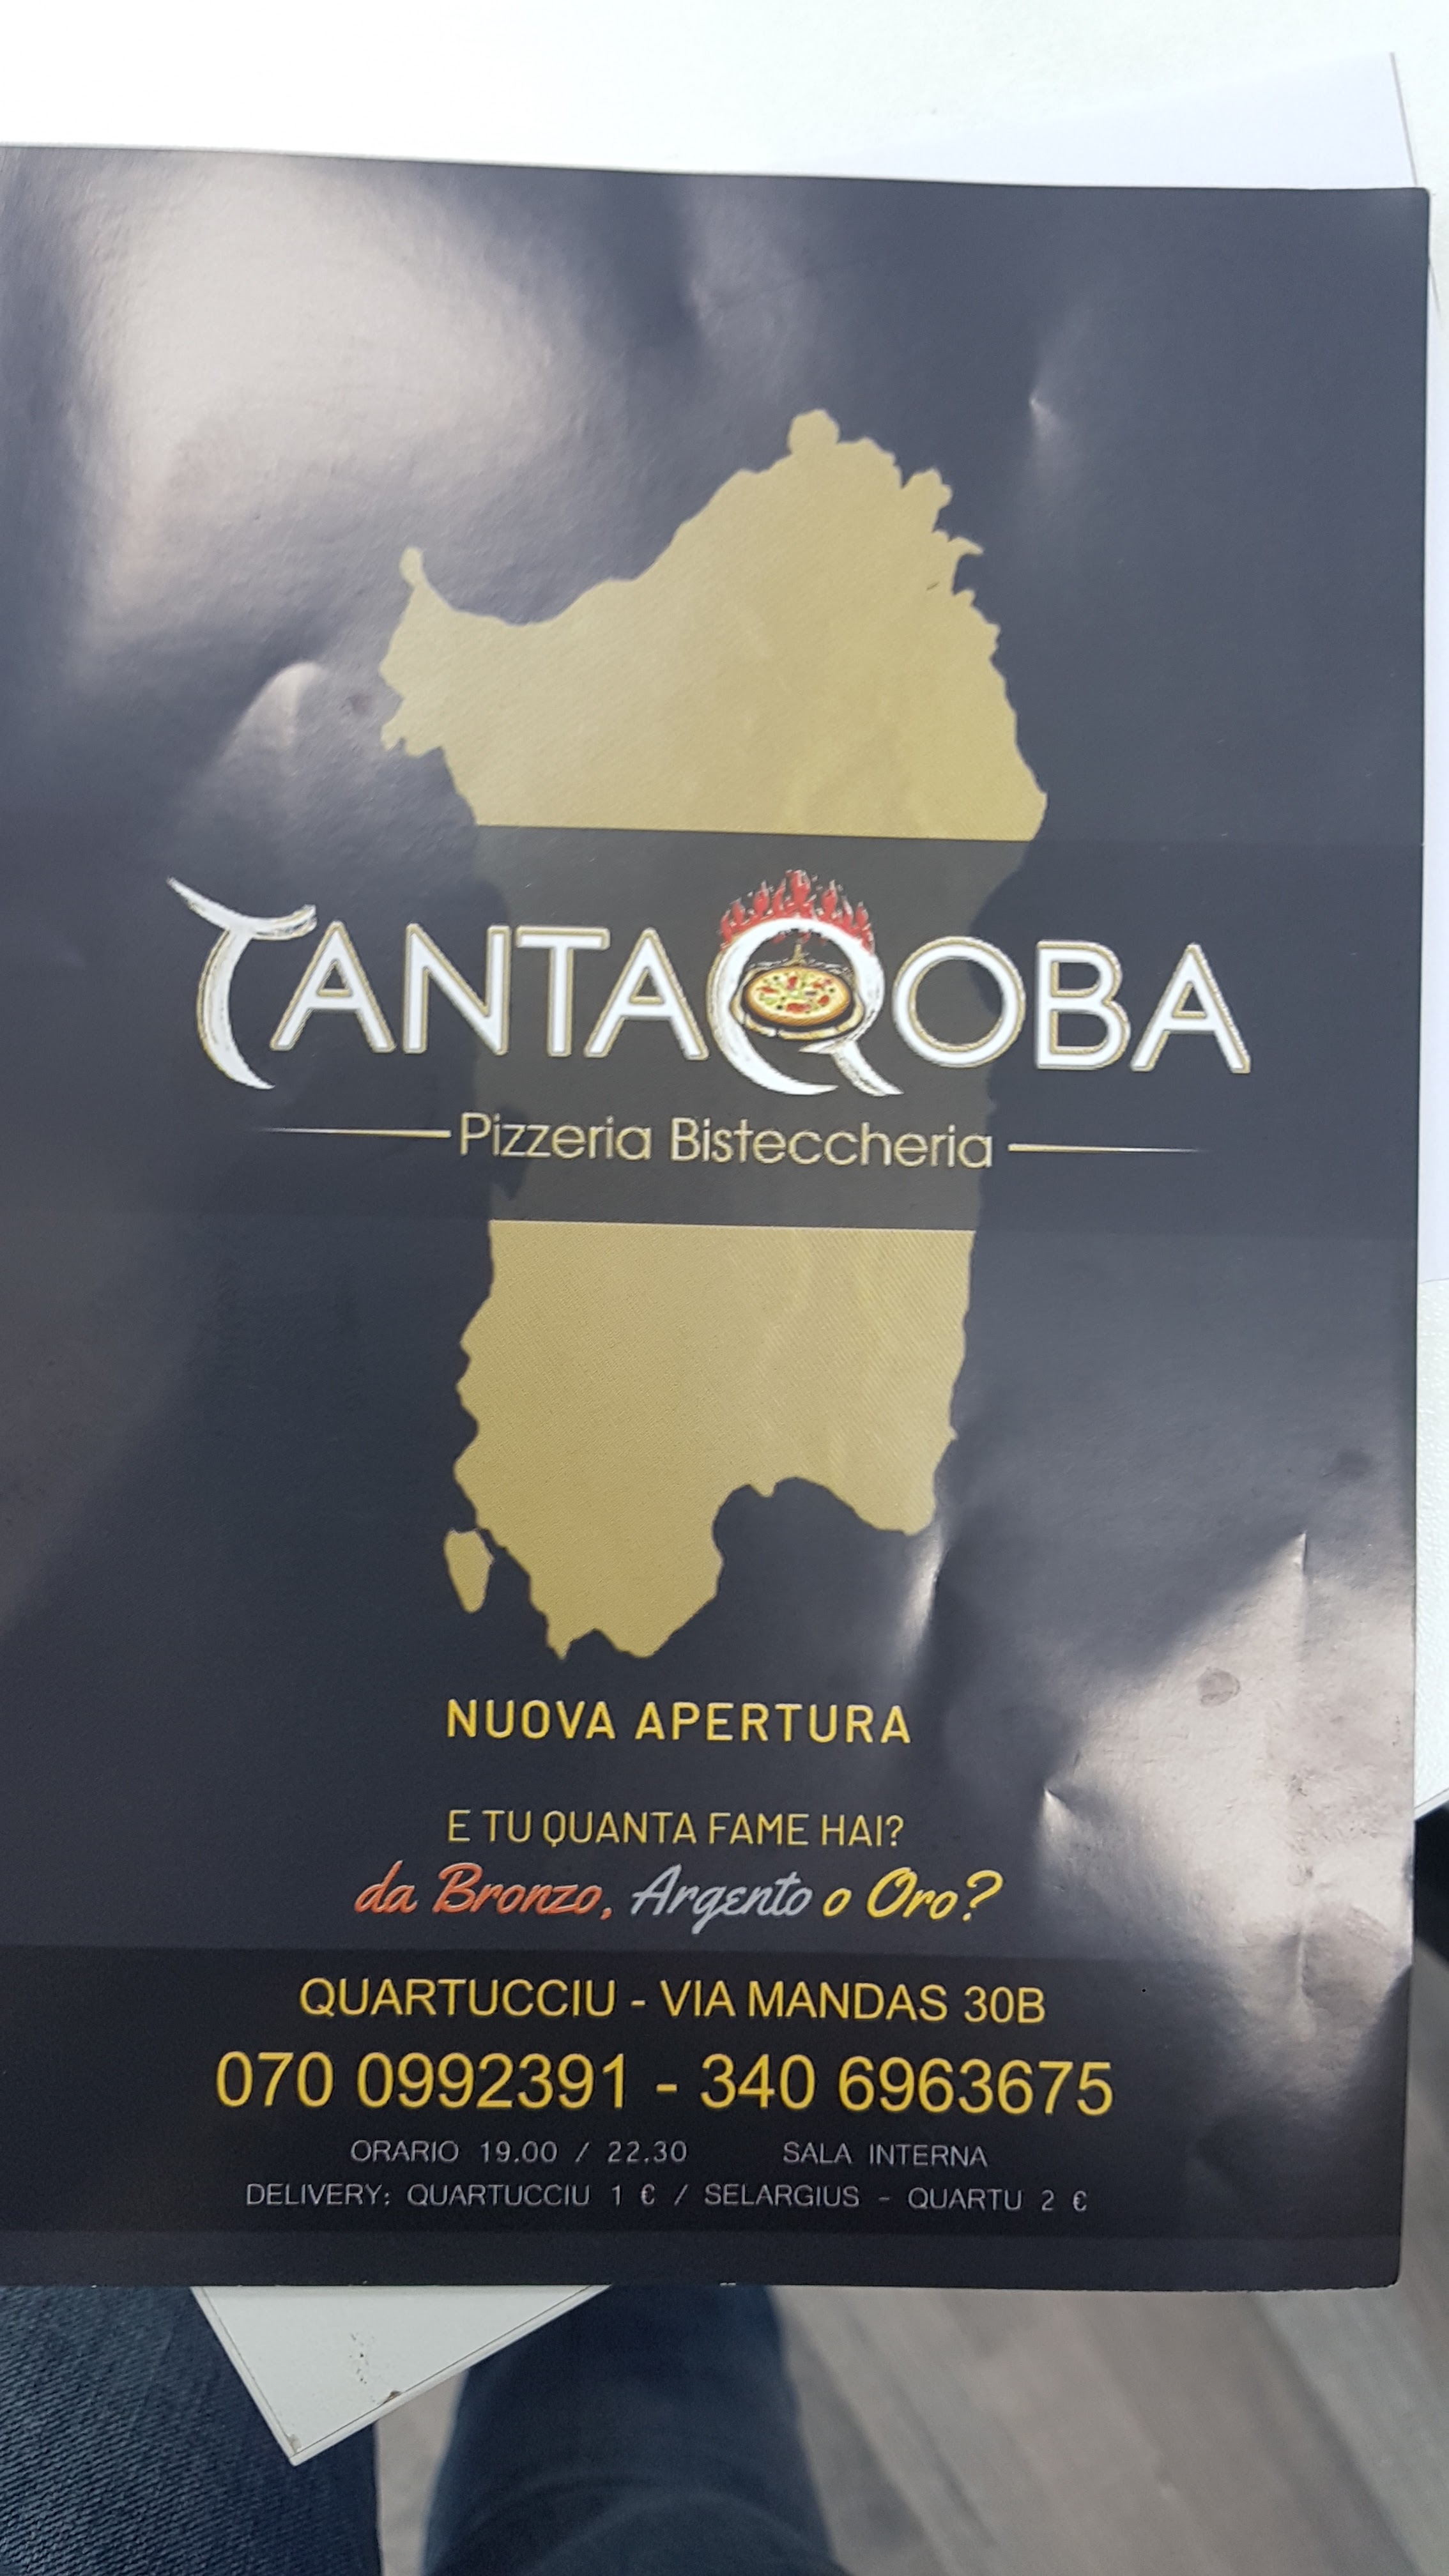 TANTAQOBA
Pizzeria Bisteccheria
NUOVA APERTURA
E TU QUANTA FAME HAI?
da Bronzo, Argento o Oro?
QUARTUCCIU - VIA MANDAS 30B
070 0992391 - 340 6963675
ORARIO 19.00 / 22.30 SALA INTERNA
DELIVERY: QUARTUCCIU 1 € / SELARGIUS - QUARTU 2 €